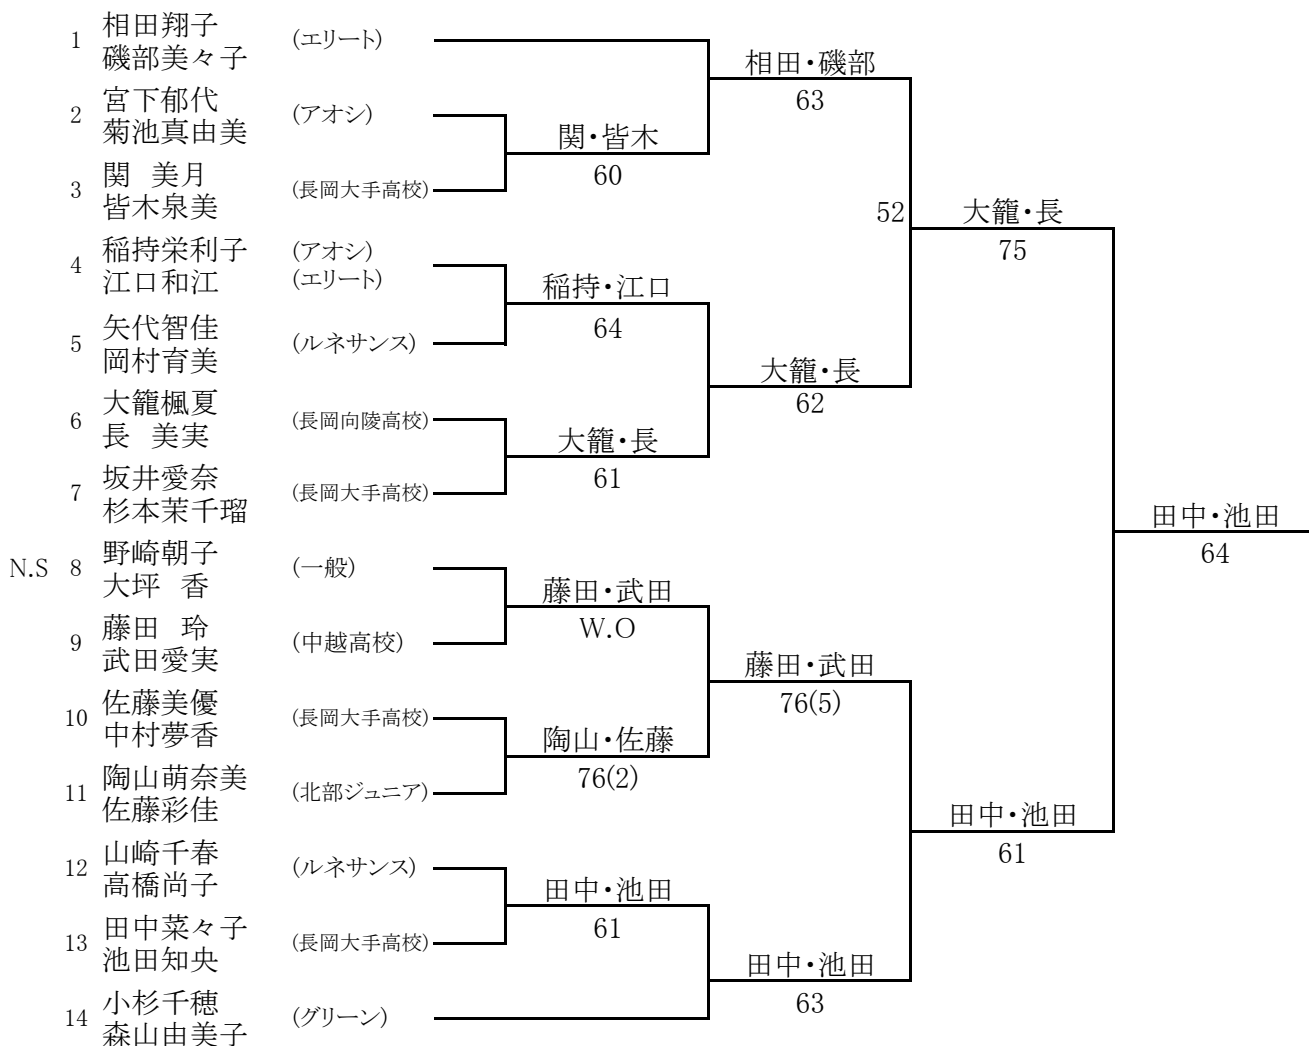 1 相田翔子 (エリート)
磯部美々子
相田・磯部
63
2 宮下郁代 (アオシ)
菊池真由美
関・皆木
60
3 関 美月 (長岡大手高校)
皆木泉美
52
大籠・長
75
4 稲持栄利子 (アオシ)
江口和江 (エリート)
稲持・江口
64
5 矢代智佳 (ルネサンス)
岡村育美
大籠・長
62
6 大籠楓夏 (長岡向陵高校)
長 美実
大籠・長
61
7 坂井愛奈 (長岡大手高校)
杉本茉千瑠
田中・池田
64
N.S 8 野崎朝子 (一般)
大坪 香
藤田・武田
W.O
9 藤田 玲 (中越高校)
武田愛実
藤田・武田
76(5)
10 佐藤美優 (長岡大手高校)
中村夢香
陶山・佐藤
76(2)
11 陶山萌奈美 (北部ジュニア)
佐藤彩佳
田中・池田
61
12 山崎千春 (ルネサンス)
高橋尚子
田中・池田
61
13 田中菜々子 (長岡大手高校)
池田知央
田中・池田
63
14 小杉千穂 (グリーン)
森山由美子